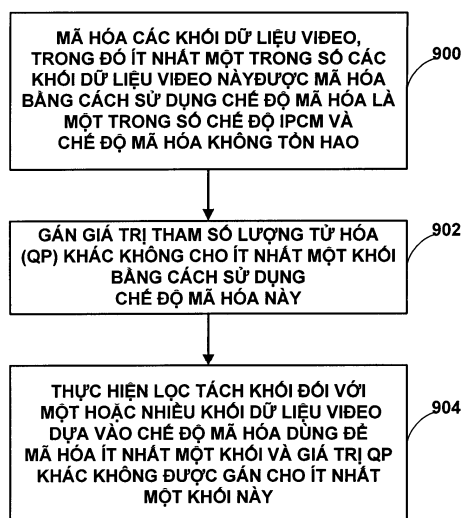 MÃ HÓA CÁC KHỐI DỮ LIỆU VIĐEO,
TRONG ĐÓ ÍT NHẤT MỘT TRONG SỐ CÁC
KHỐI DỮ LIỆU VIĐEO NÀYĐƯỢC MÃ HÓA
BẰNG CÁCH SỬ DỤNG CHẾ ĐỘ MÃ HÓA LÀ
MỘT TRONG SỐ CHẾ ĐỘ IPCM VÀ
CHẾ ĐỘ MÃ HÓA KHÔNG TỔN HAO
900
GÁN GIÁ TRỊ THAM SỐ LƯỢNG TỬ HÓA
(QP) KHÁC KHÔNG CHO ÍT NHẤT MỘT KHỐI
BẰNG CÁCH SỬ DỤNG
CHẾ ĐỘ MÃ HÓA NÀY
902
THỰC HIỆN LỌC TÁCH KHỐI ĐỐI VỚI
MỘT HOẶC NHIỀU KHỐI DỮ LIỆU VIĐEO
DỰA VÀO CHẾ ĐỘ MÃ HÓA DÙNG ĐỂ
MÃ HÓA ÍT NHẤT MỘT KHỐI VÀ GIÁ TRỊ QP
KHÁC KHÔNG ĐƯỢC GÁN CHO ÍT NHẤT
MỘT KHỐI NÀY
904